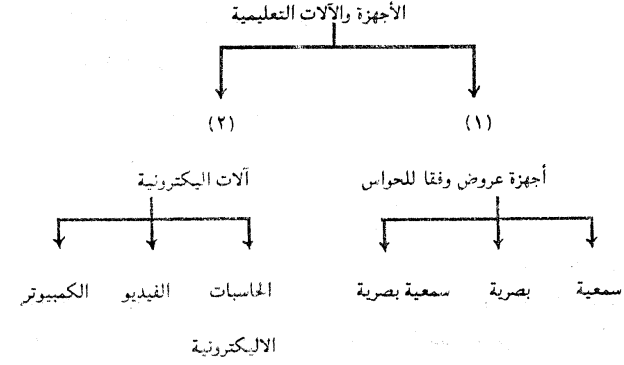 الأجهزة والآلات التعليمية
(١) (٢)
أجهزة عروض وفقا للحواس آلات اليكترونية
سمعية بصرية سمعية بصرية الحاسبات الفيديو الكمبيوتر
الاليكترونية